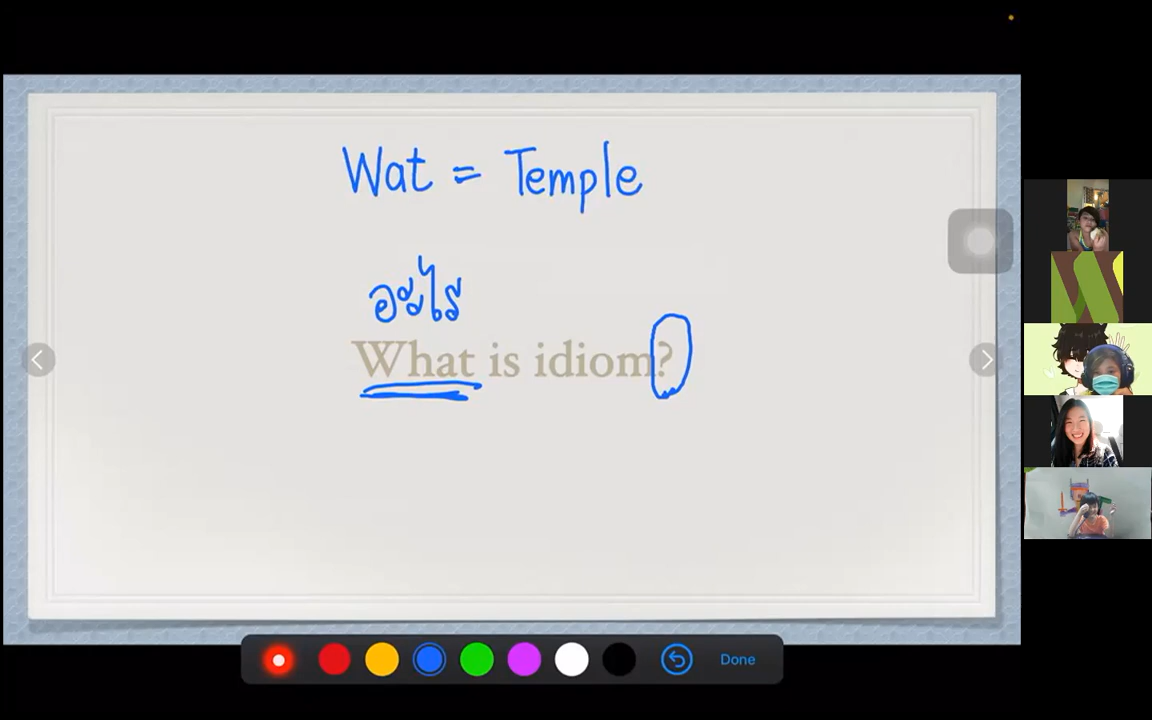 Wat = Temple
อะไร
What is idiom?
Done